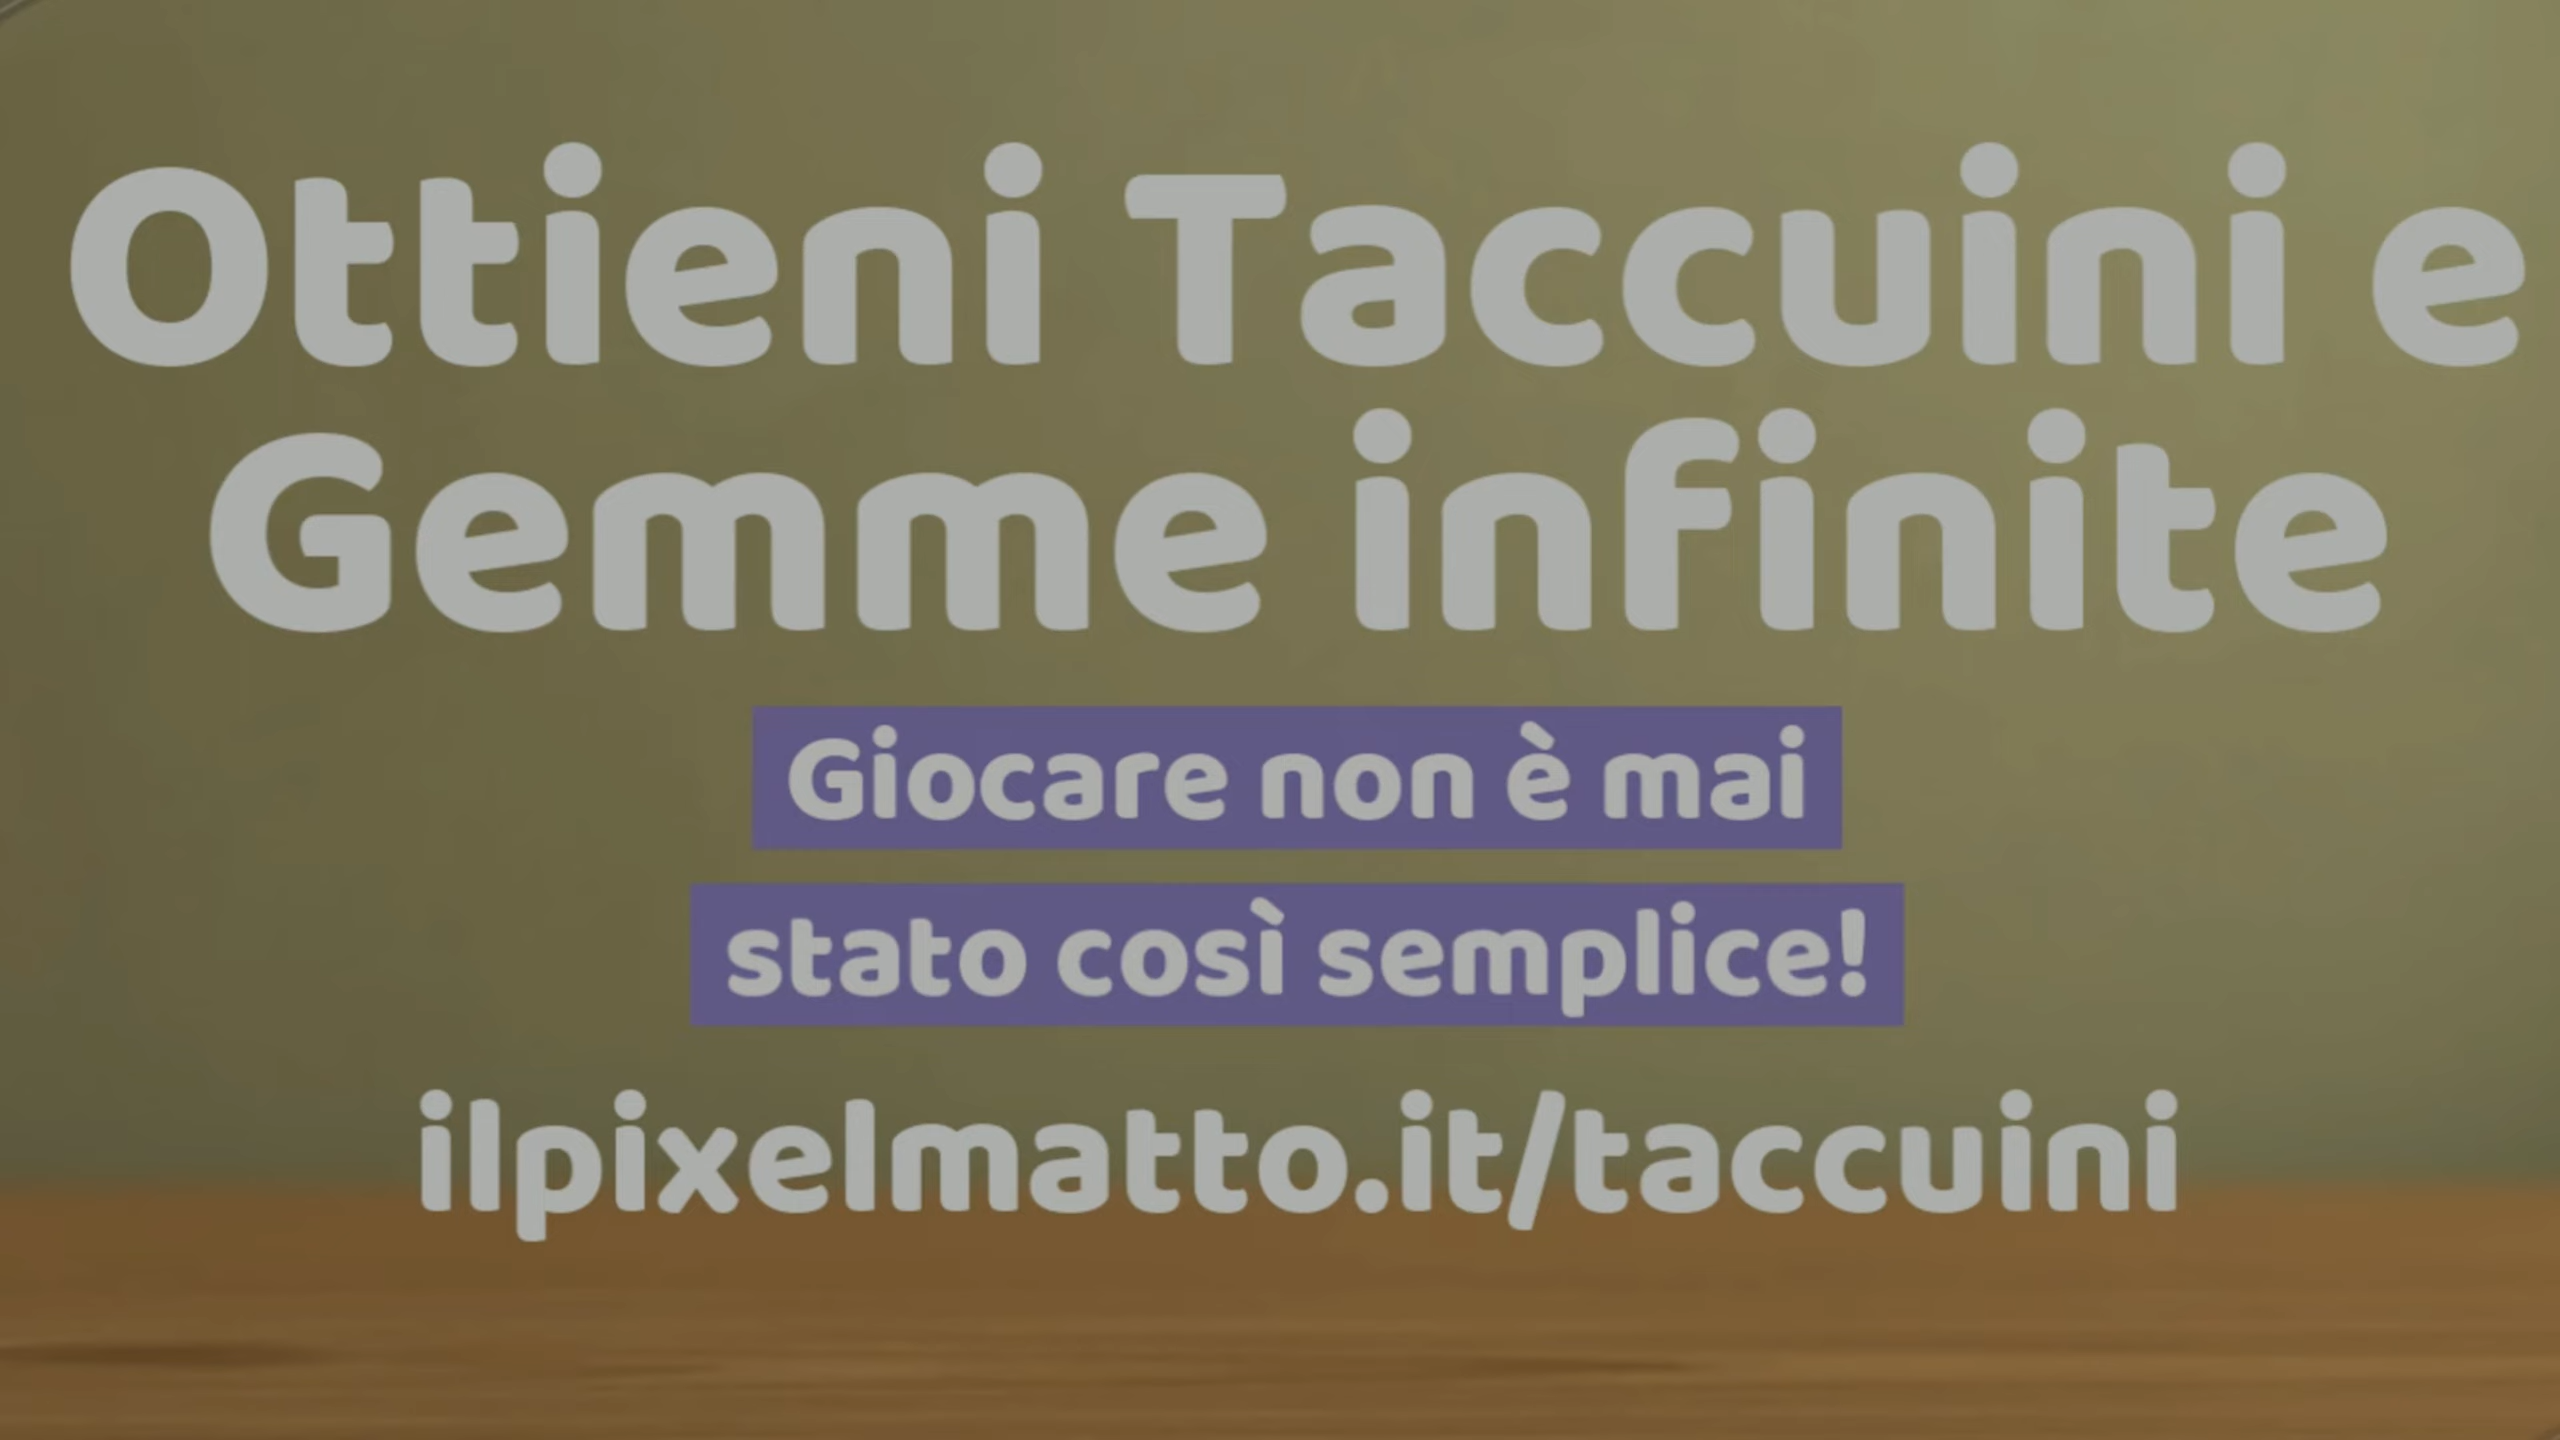 Ottieni Taccuini e
Gemme infinite
Giocare non è mai
stato così semplice!
ilpixelmatto.it/taccuini